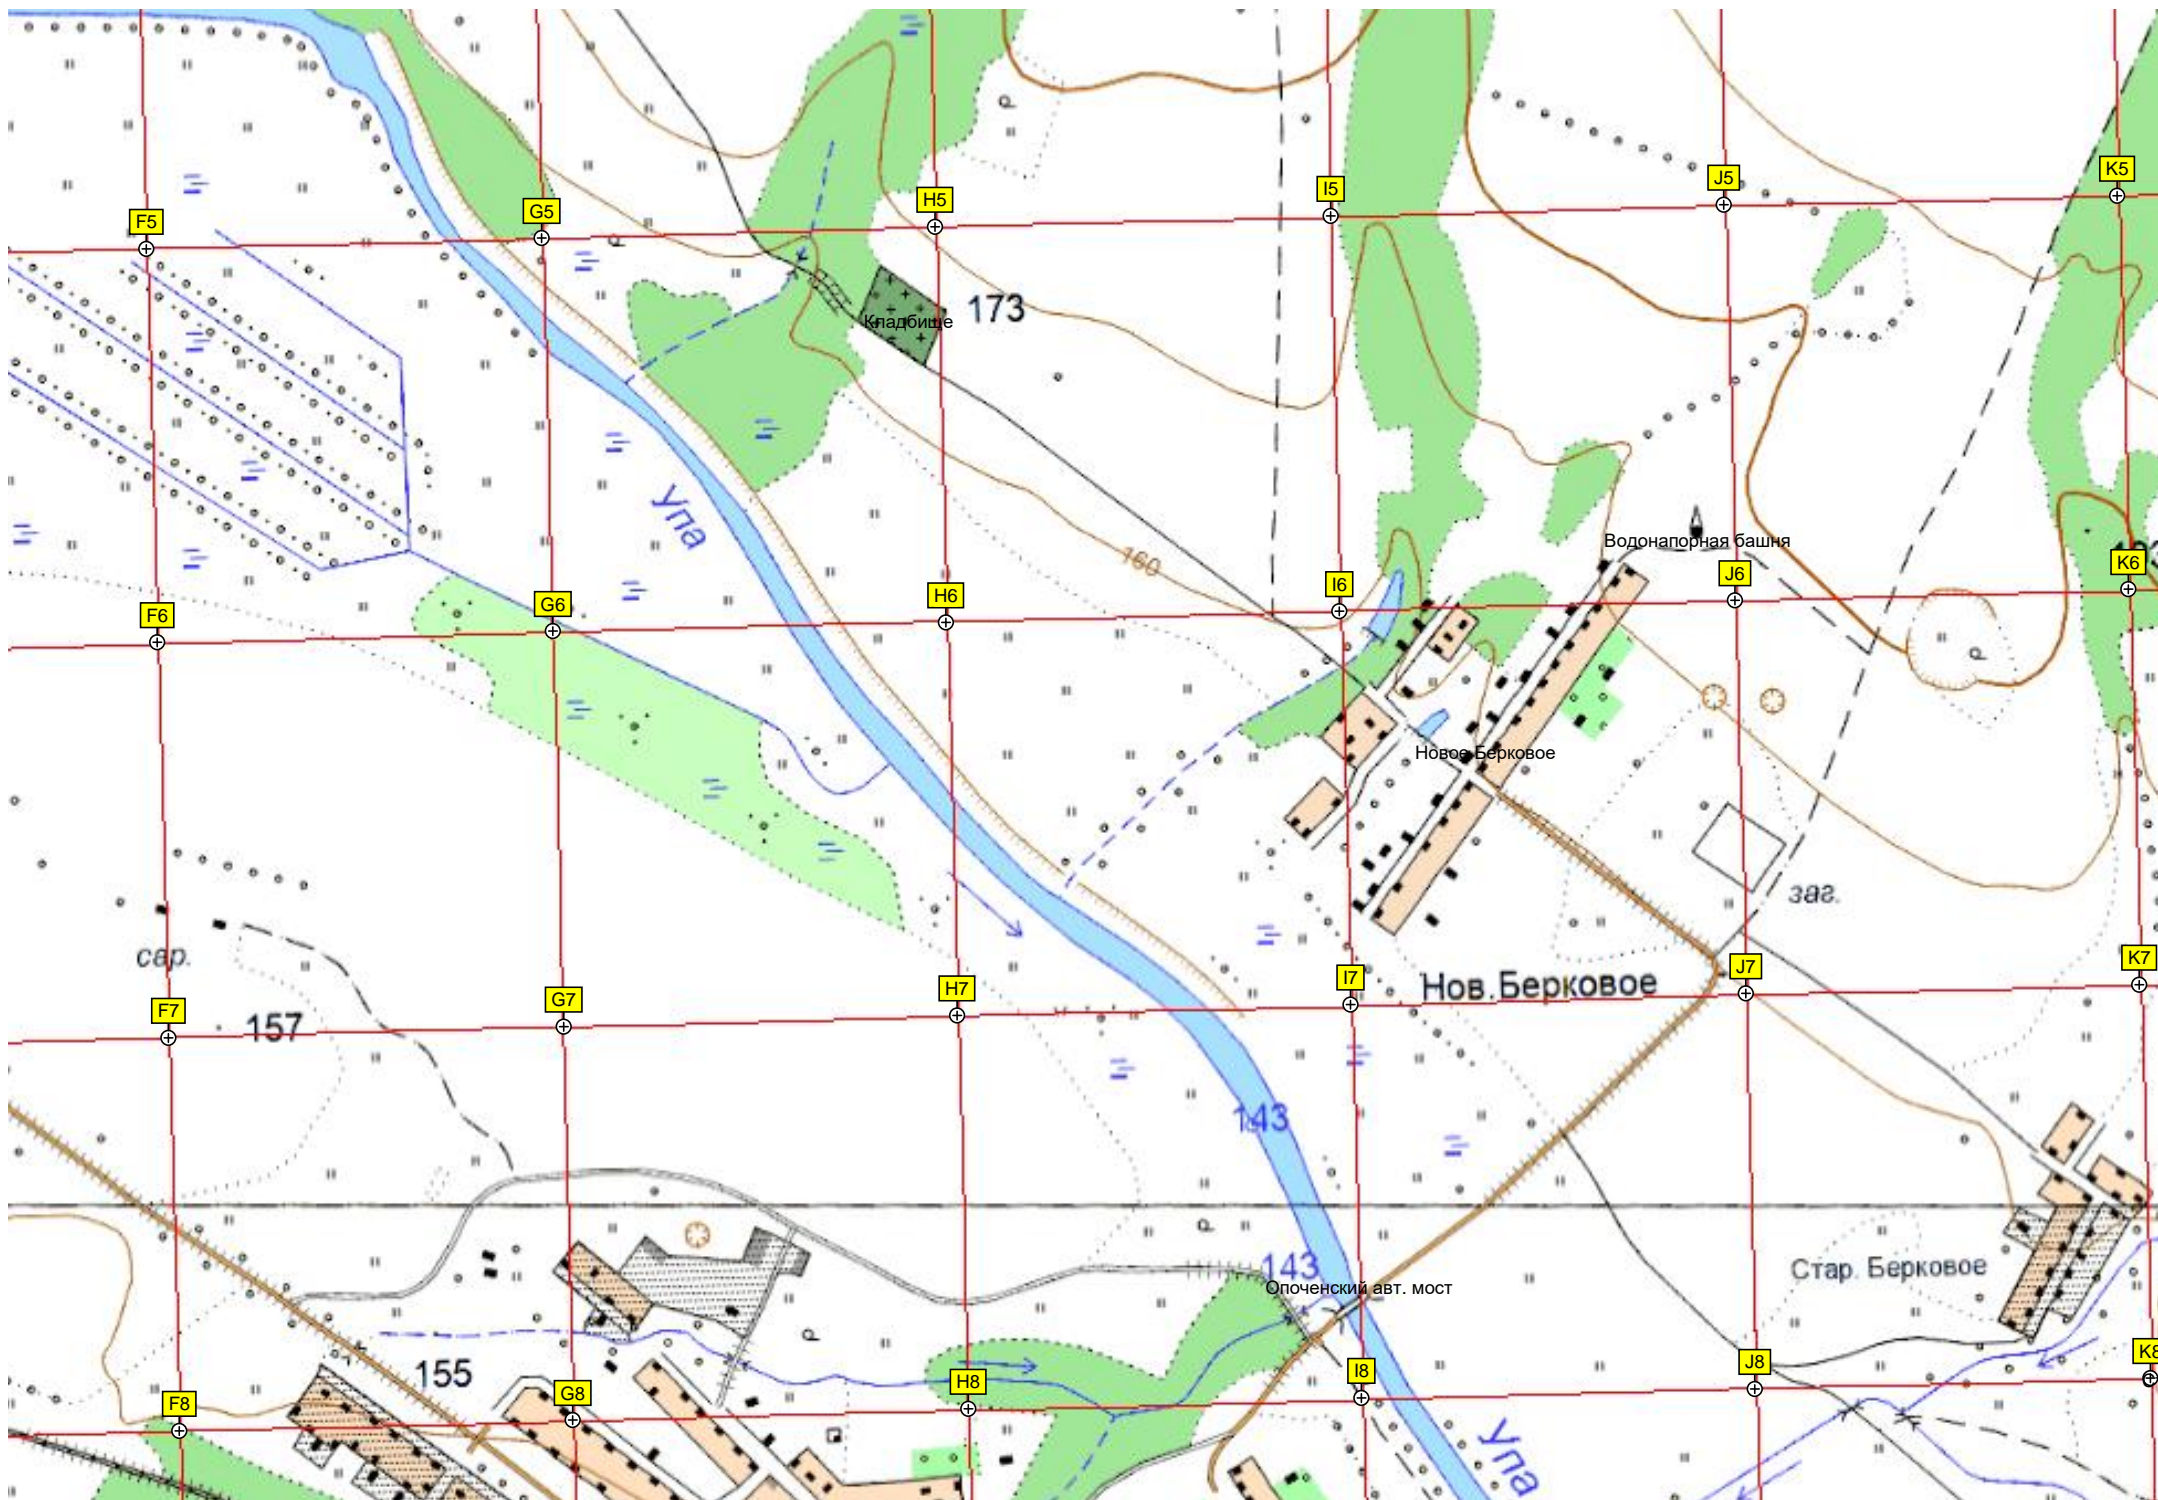 K5
J5
I5
H5
G5
F5
173
Кладбище
Упа
Водонапорная башня
160
K6
J6
I6
H6
G6
F6
Новое Берковое
заг.
сар.
K7
J7
I7
Нов.Берковое
H7
G7
F7
157
143
143
Стар. Берковое
Опоченский авт. мост
155
K8
J8
I8
H8
G8
F8
Упа